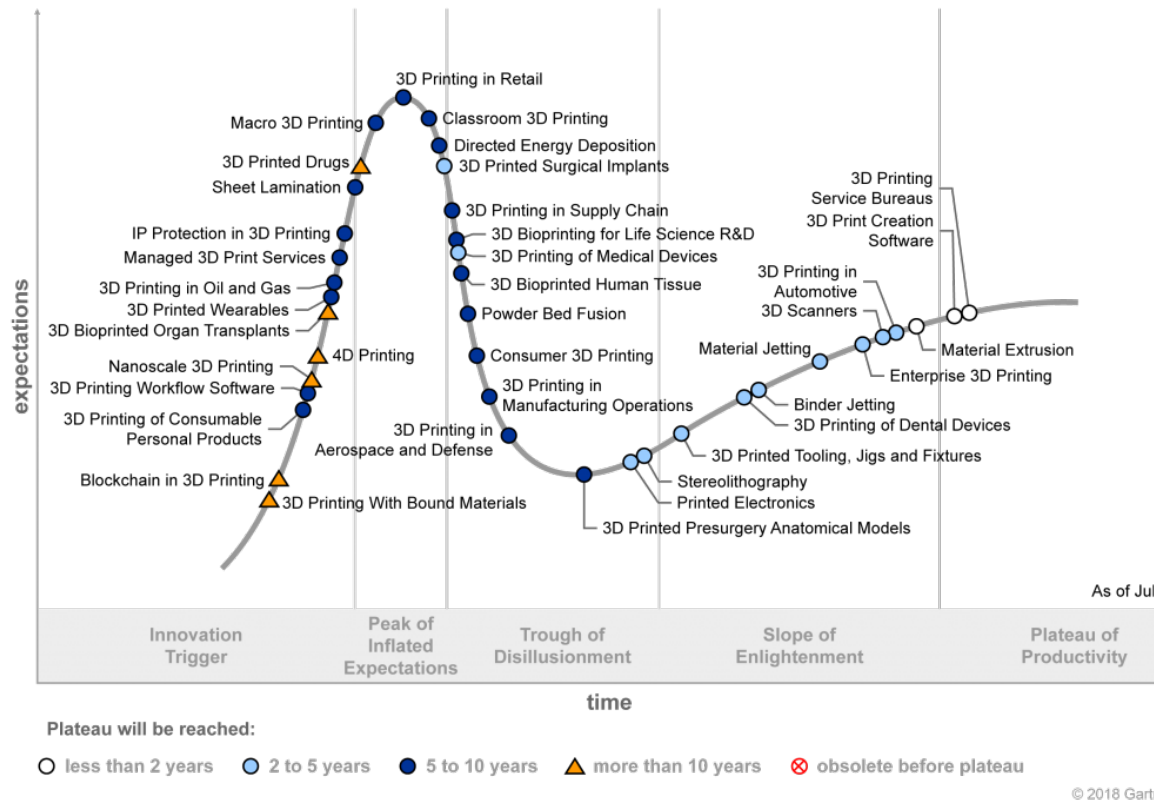 3D Printing in Retail
Macro 3D Printing
Classroom 3D Printing
Directed Energy Deposition
3D Printed Drugs
3D Printed Surgical Implants
Sheet Lamination
3D Printing in Supply Chain
IP Protection in 3D Printing
3D Bioprinting for Life Science R&D
Managed 3D Print Services
3D Printing of Medical Devices
3D Printing in Oil and Gas
3D Bioprinted Human Tissue
3D Printed Wearables
3D Bioprinted Organ Transplants
Powder Bed Fusion
4D Printing
Consumer 3D Printing
Nanoscale 3D Printing
3D Printing Workflow Software
3D Printing in
Manufacturing Operations
3D Printing of Consumable
Personal Products
3D Printing in
Aerospace and Defense
Blockchain in 3D Printing
3D Printing With Bound Materials
3D Printing
Service Bureaus
3D Print Creation
Software
3D Printing in
Automotive
3D Scanners
Material Jetting
Material Extrusion
Enterprise 3D Printing
Binder Jetting
3D Printing of Dental Devices
3D Printed Tooling, Jigs and Fixtures
Stereolithography
Printed Electronics
3D Printed Presurgery Anatomical Models
expectations
As of Jul
Innovation
Trigger
Peak of
Inflated
Expectations
Trough of
Disillusionment
Slope of
Enlightenment
Plateau of
Productivity
time
Plateau will be reached:
less than 2 years
2 to 5 years
5 to 10 years
more than 10 years
obsolete before plateau
© 2018 Gart